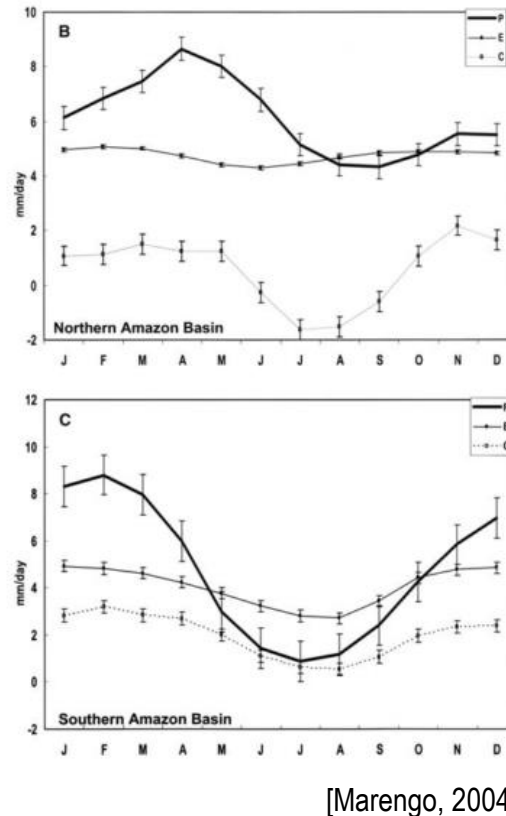 B
P
E
C
10
8
6
4
2
0
-2
mm/day
Northern Amazon Basin
J F M A M J J A S O N D
C
12
10
8
6
4
2
0
-2
mm/day
Southern Amazon Basin
J F M A M J J A S O N D
[Marengo, 2004